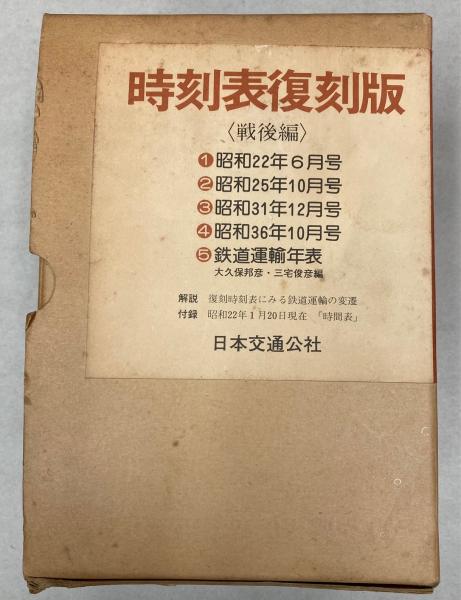 時刻表復刻版
〈戦後編〉
❶昭和22年6月号
❷昭和25年10月号
❸昭和31年12月号
❹昭和36年10月号
❺鉄道運輸年表
大久保邦彦・三宅俊彦編
解説 復刻時刻表にみる鉄道運輸の変遷
付録 昭和22年1月20日現在 「時間表」
日本交通公社